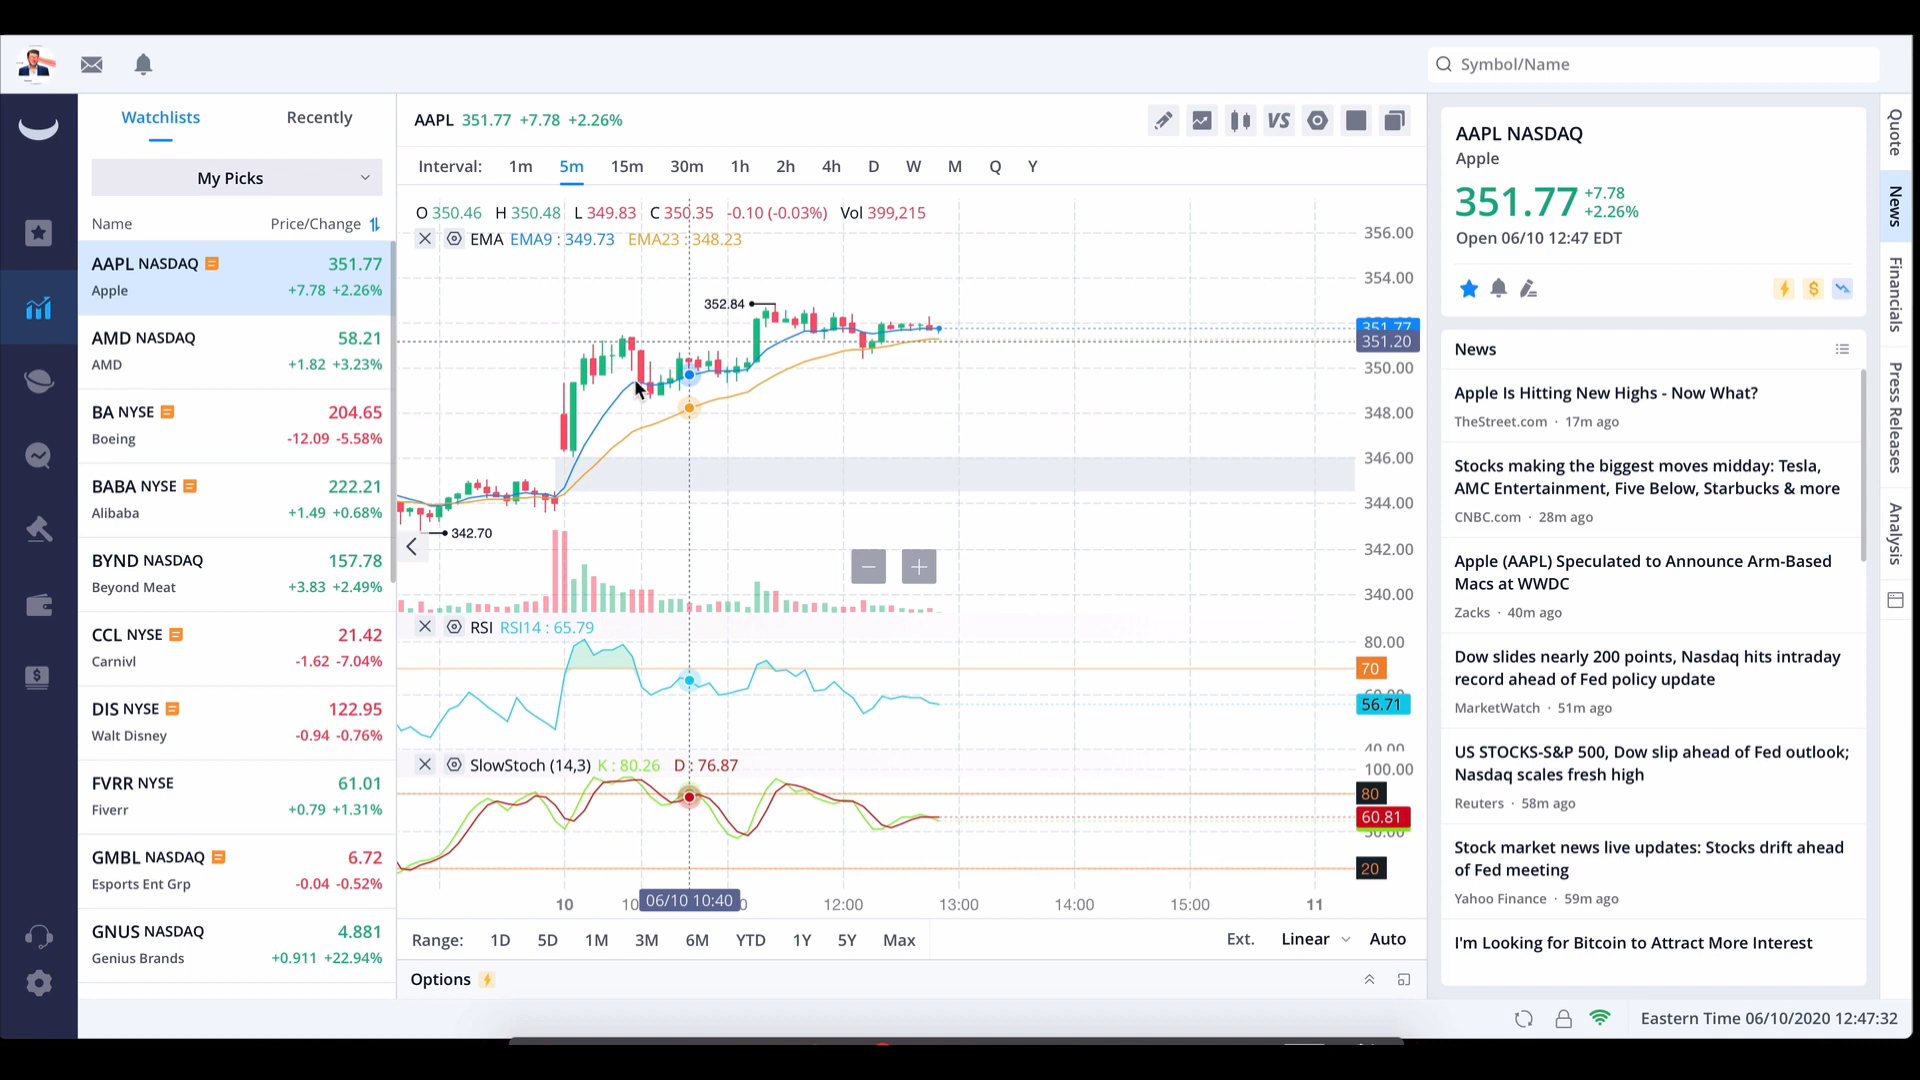 Symbol/Name
Watchlists
Recently
My Picks
Name
Price/Change
AAPL NASDAQ
351.77
Apple
+7.78 +2.26%
AMD NASDAQ
58.21
AMD
+1.82 +3.23%
BA NYSE
204.65
Boeing
-12.09 -5.58%
BABA NYSE
222.21
Alibaba
+1.49 +0.68%
BYND NASDAQ
157.78
Beyond Meat
+3.83 +2.49%
CCL NYSE
21.42
Carnivl
-1.62 -7.04%
DIS NYSE
122.95
Walt Disney
-0.94 -0.76%
FVRR NYSE
61.01
Fiverr
+0.79 +1.31%
GMBL NASDAQ
6.72
Esports Ent Grp
-0.04 -0.52%
GNUS NASDAQ
4.881
Genius Brands
+0.911 +22.94%
AAPL 351.77 +7.78 +2.26%
VS
Interval: 1m 5m 15m 30m 1h 2h 4h D W M Q Y
O 350.46 H 350.48 L 349.83 C 350.35 -0.10 (-0.03%) Vol 399,215
EMA EMA9 : 349.73 EMA23 : 348.23
356.00
354.00
352.84
351.77
351.20
350.00
348.00
346.00
344.00
342.70
342.00
340.00
RSI RSI14 : 65.79
80.00
70
56.71
40.00
SlowStoch (14,3) K : 80.26 D : 76.87
100.00
80
60.81
20
10
06/10 10:40
12:00
13:00
14:00
15:00
11
Range: 1D 5D 1M 3M 6M YTD 1Y 5Y Max
Ext. Linear Auto
Options
AAPL NASDAQ
Apple
351.77
+7.78
+2.26%
Open 06/10 12:47 EDT
News
Apple Is Hitting New Highs - Now What?
TheStreet.com · 17m ago
Stocks making the biggest moves midday: Tesla,
AMC Entertainment, Five Below, Starbucks & more
CNBC.com · 28m ago
Apple (AAPL) Speculated to Announce Arm-Based
Macs at WWDC
Zacks · 40m ago
Dow slides nearly 200 points, Nasdaq hits intraday
record ahead of Fed policy update
MarketWatch · 51m ago
US STOCKS-S&P 500, Dow slip ahead of Fed outlook;
Nasdaq scales fresh high
Reuters · 58m ago
Stock market news live updates: Stocks drift ahead
of Fed meeting
Yahoo Finance · 59m ago
I'm Looking for Bitcoin to Attract More Interest
Quote
News
Financials
Press Releases
Analysis
Eastern Time 06/10/2020 12:47:32